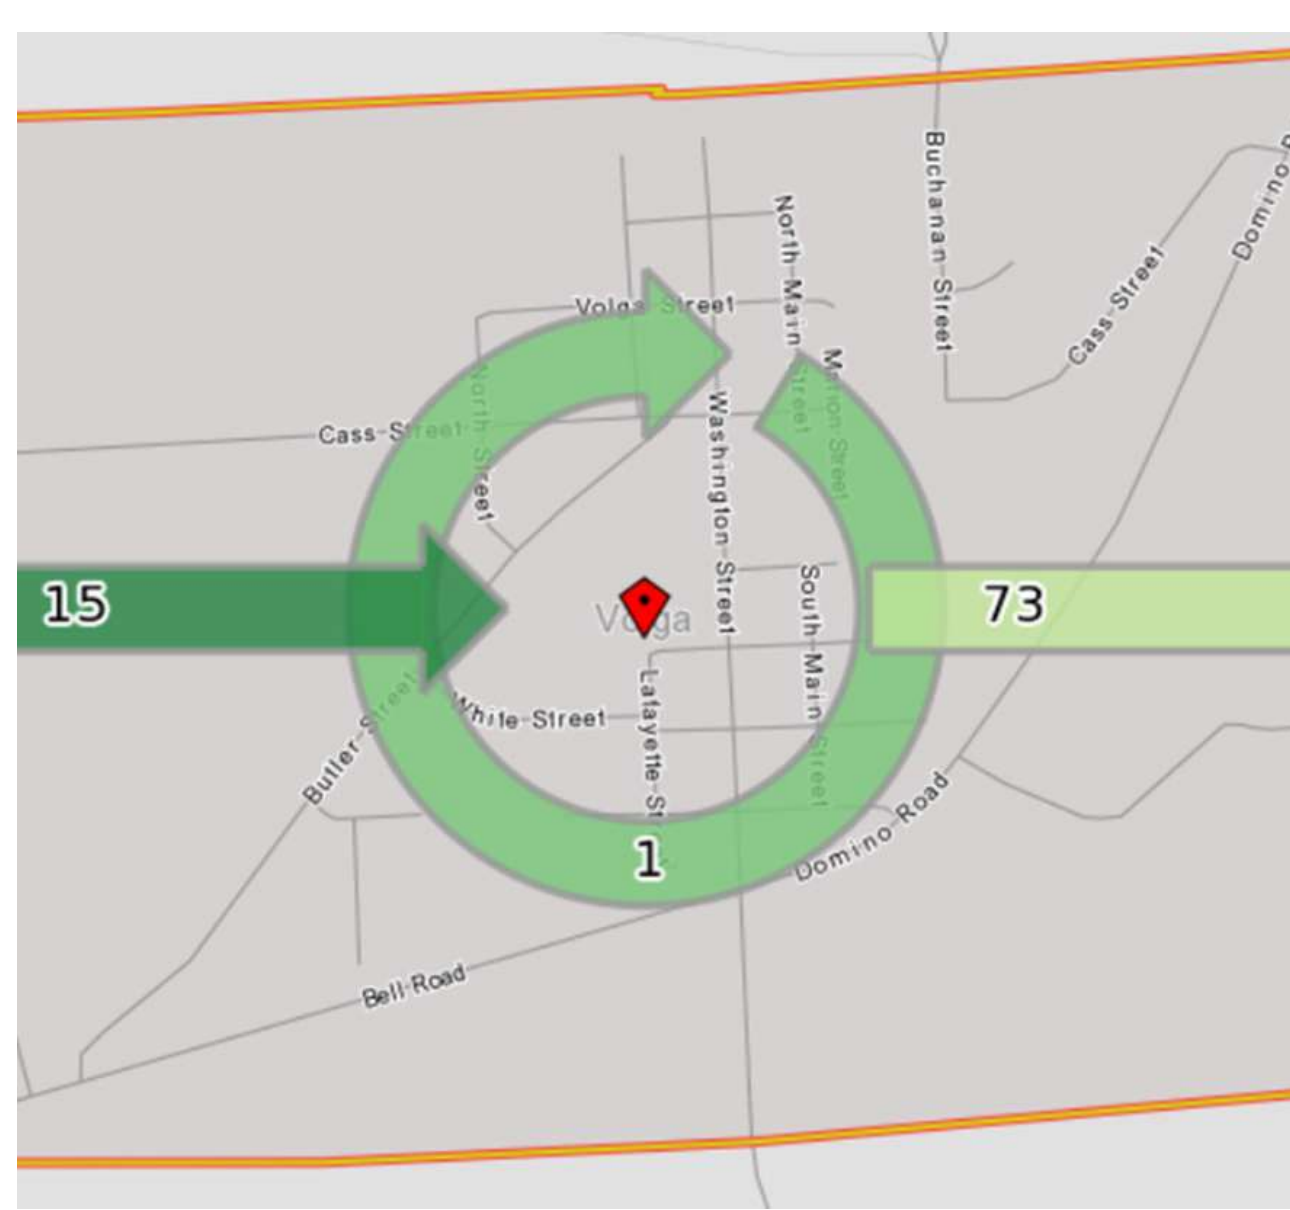 Buchanan-Street
Domino
North-Main
Street
Volga-Street
Cass-Street
Marion-Street
North-Street
Cass-Street
Washington-Street
15
73
Volga
South-Main
Street
Lafayette-St
White-Street
Butler-Street
Domino-Road
1
Bell-Road